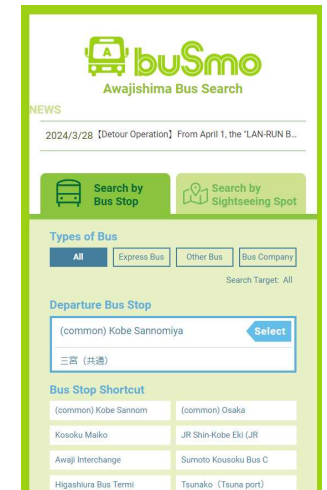 A
buSmo
Awajishima Bus Search
NEWS
2024/3/28【Detour Operation】From April 1, the "LAN-RUN B...
Search by
Bus Stop
Search by
Sightseeing Spot
Types of Bus
All
Express Bus
Other Bus
Bus Company
Search Target: All
Departure Bus Stop
(common) Kobe Sannomiya
Select
三宮（共通）
Bus Stop Shortcut
(common) Kobe Sannom
(common) Osaka
Kosoku Maiko
JR Shin-Kobe Eki (JR
Awaji Interchange
Sumoto Kousoku Bus C
Higashiura Bus Termi
Tsunako（Tsuna port）